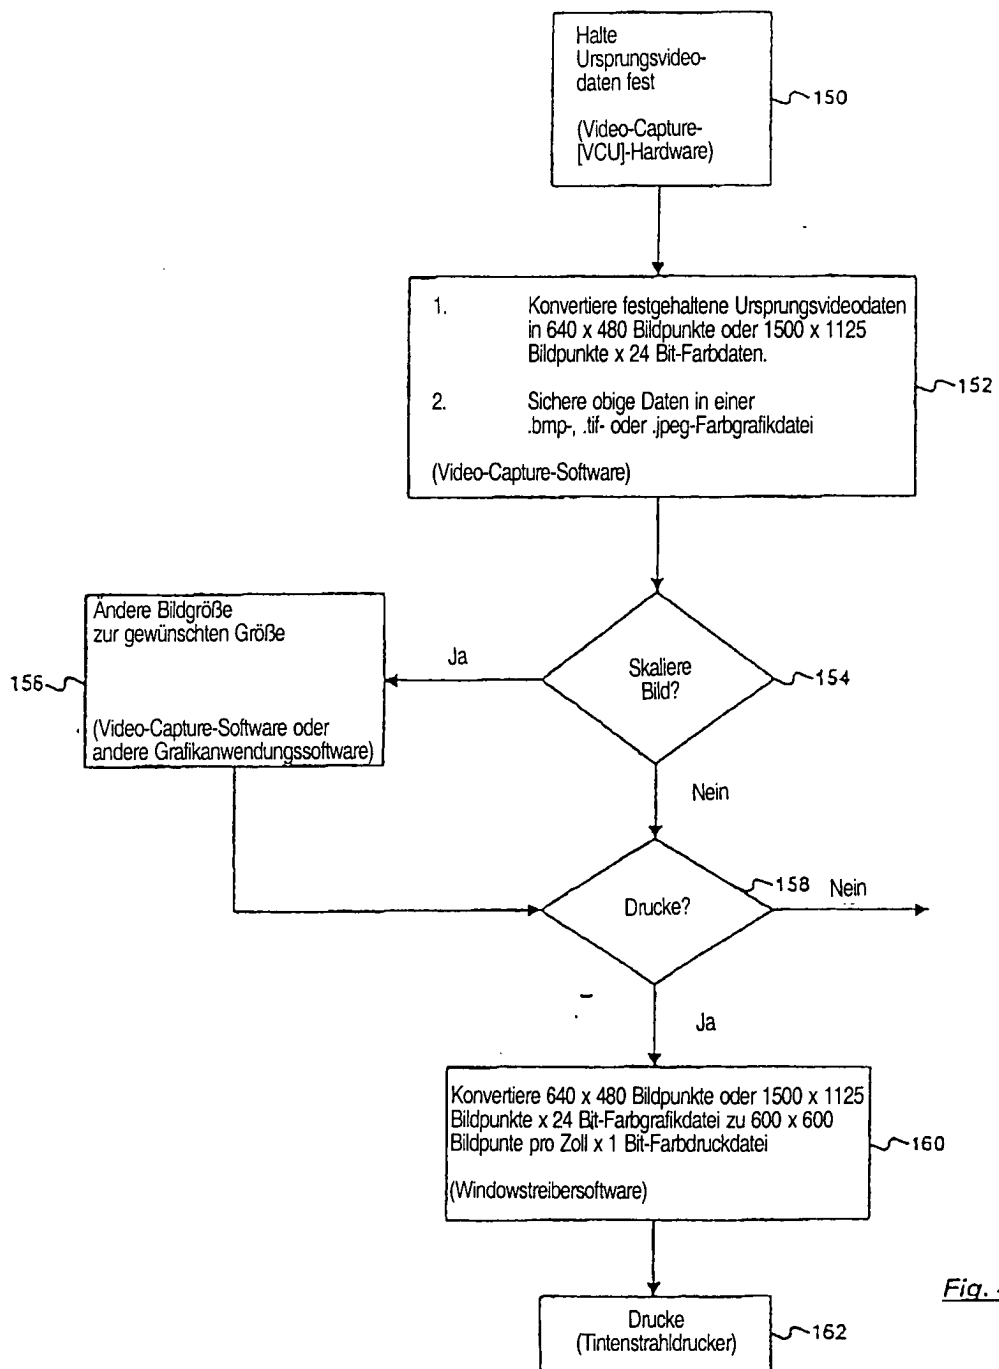 Halte
Ursprungsvideo-
daten fest
(Video-Capture-
[VCU]-Hardware)
150
1. Konvertiere festgehaltene Ursprungsvideodaten
in 640 x 480 Bildpunkte oder 1500 x 1125
Bildpunkte x 24 Bit-Farbdaten.
2. Sichere obige Daten in einer
.bmp-, .tif- oder .jpeg-Farbgrafikdatei
(Video-Capture-Software)
152
Ändere Bildgröße
zur gewünschten Größe
(Video-Capture-Software oder
andere Grafikanwendungssoftware)
156
Ja
Skaliere
Bild?
154
Nein
Drucke?
158
Nein
Ja
Konvertiere 640 x 480 Bildpunkte oder 1500 x 1125
Bildpunkte x 24 Bit-Farbgrafikdatei zu 600 x 600
Bildpunte pro Zoll x 1 Bit-Farbdruckdatei
(Windowstreibersoftware)
160
Drucke
(Tintenstrahldrucker)
162
Fig.